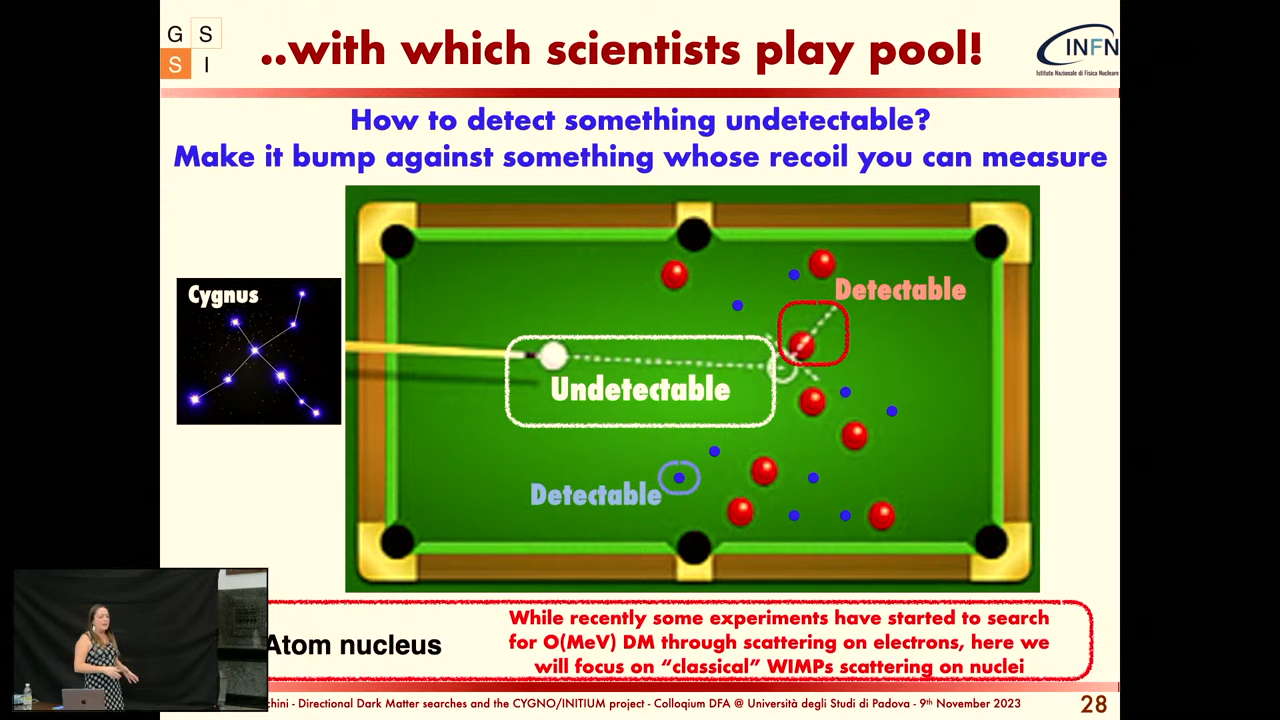 G S
S I
..with which scientists play pool!
INFN
Istituto Nazionale di Fisica Nucleare
How to detect something undetectable?
Make it bump against something whose recoil you can measure
Cygnus
Detectable
Undetectable
Detectable
Atom nucleus
While recently some experiments have started to search
for O(MeV) DM through scattering on electrons, here we
will focus on “classical” WIMPs scattering on nuclei
chini - Directional Dark Matter searches and the CYGNO/INITIUM project - Colloqium DFA @ Università degli Studi di Padova - 9th November 2023
28